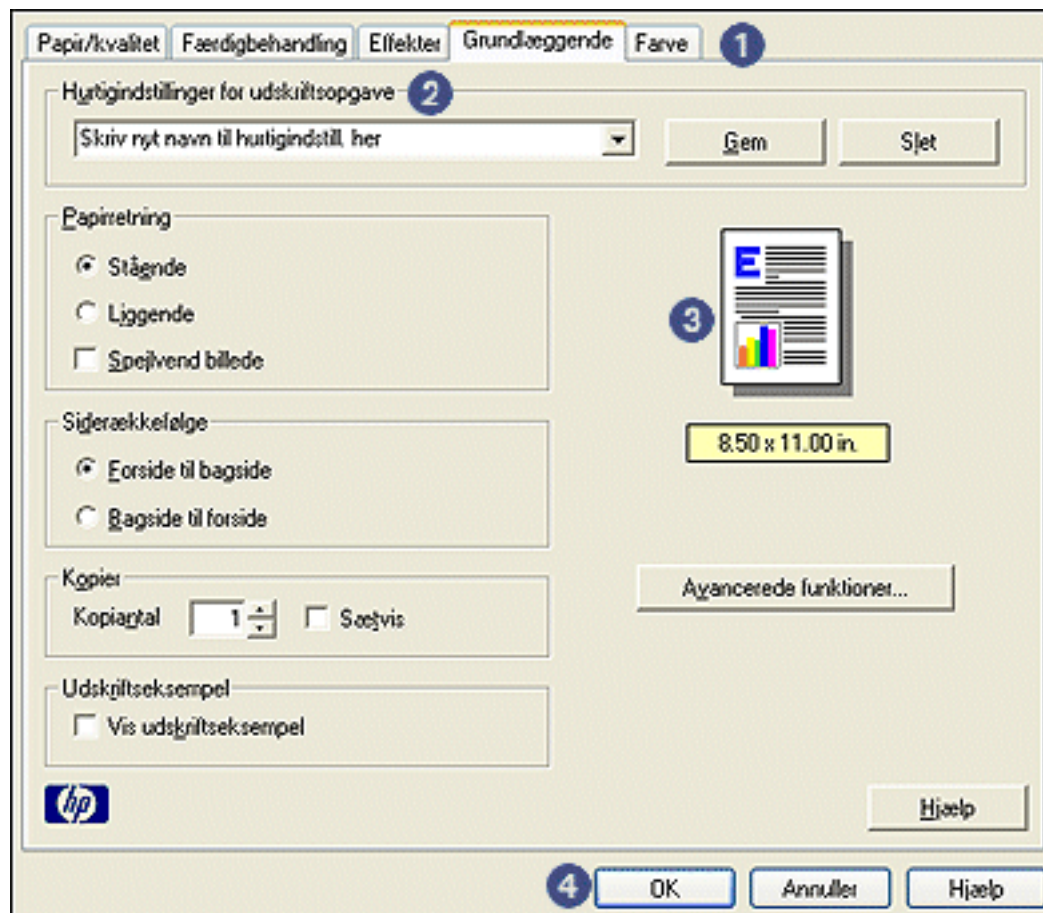 Papir/kvalitet Færdigbehandling Effekter Grundlæggende Farve 1
Hurtigindstillinger for udskriftsopgave 2
Skriv nyt navn til hurtigindstill. her Gem Slet
Papirretning
Stående
Liggende
Spejlvend billede
E
3
8.50 x 11.00 in.
Siderækkefølge
Forside til bagside
Bagside til forside
Avancerede funktioner...
Kopier
Kopiantal 1 Sætvis
Udskriftseksempel
Vis udskriftseksempel
hp
Hjælp
4 OK Annuller Hjælp